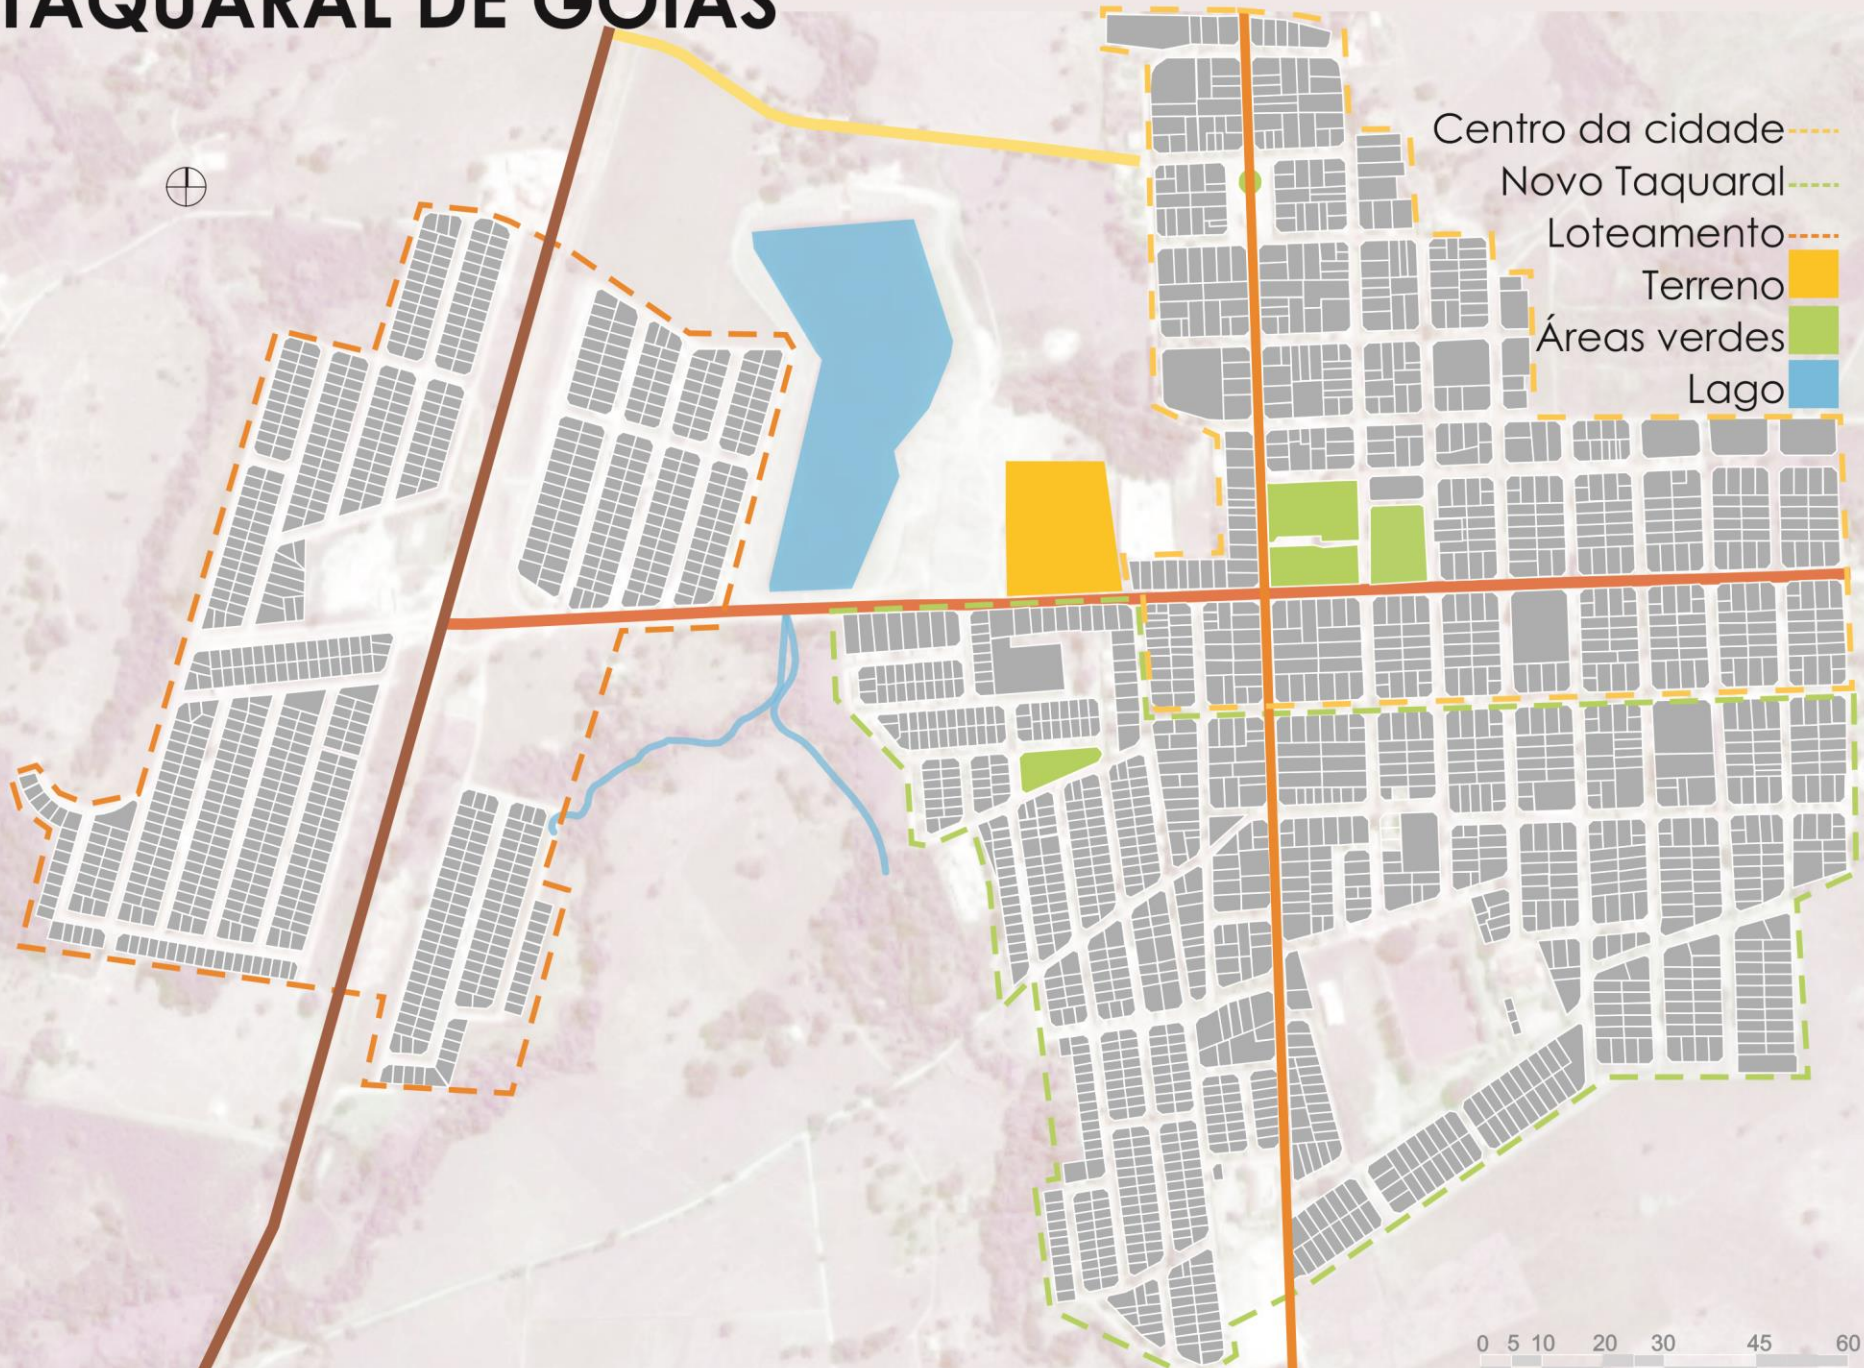 TAQUARAL DE GOIÁS
Centro da cidade
Novo Taquaral
Loteamento
Terreno
Áreas verdes
Lago
0 5 10 20 30 45 60